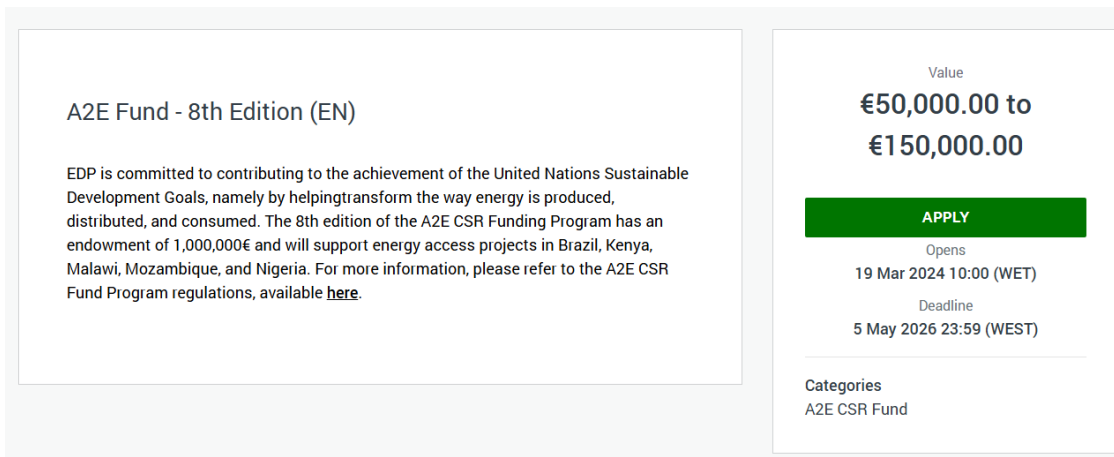 A2E Fund - 8th Edition (EN)
EDP is committed to contributing to the achievement of the United Nations Sustainable
Development Goals, namely by helpingtransform the way energy is produced,
distributed, and consumed. The 8th edition of the A2E CSR Funding Program has an
endowment of 1,000,000€ and will support energy access projects in Brazil, Kenya,
Malawi, Mozambique, and Nigeria. For more information, please refer to the A2E CSR
Fund Program regulations, available here.
Value
€50,000.00 to
€150,000.00
APPLY
Opens
19 Mar 2024 10:00 (WET)
Deadline
5 May 2026 23:59 (WEST)
Categories
A2E CSR Fund